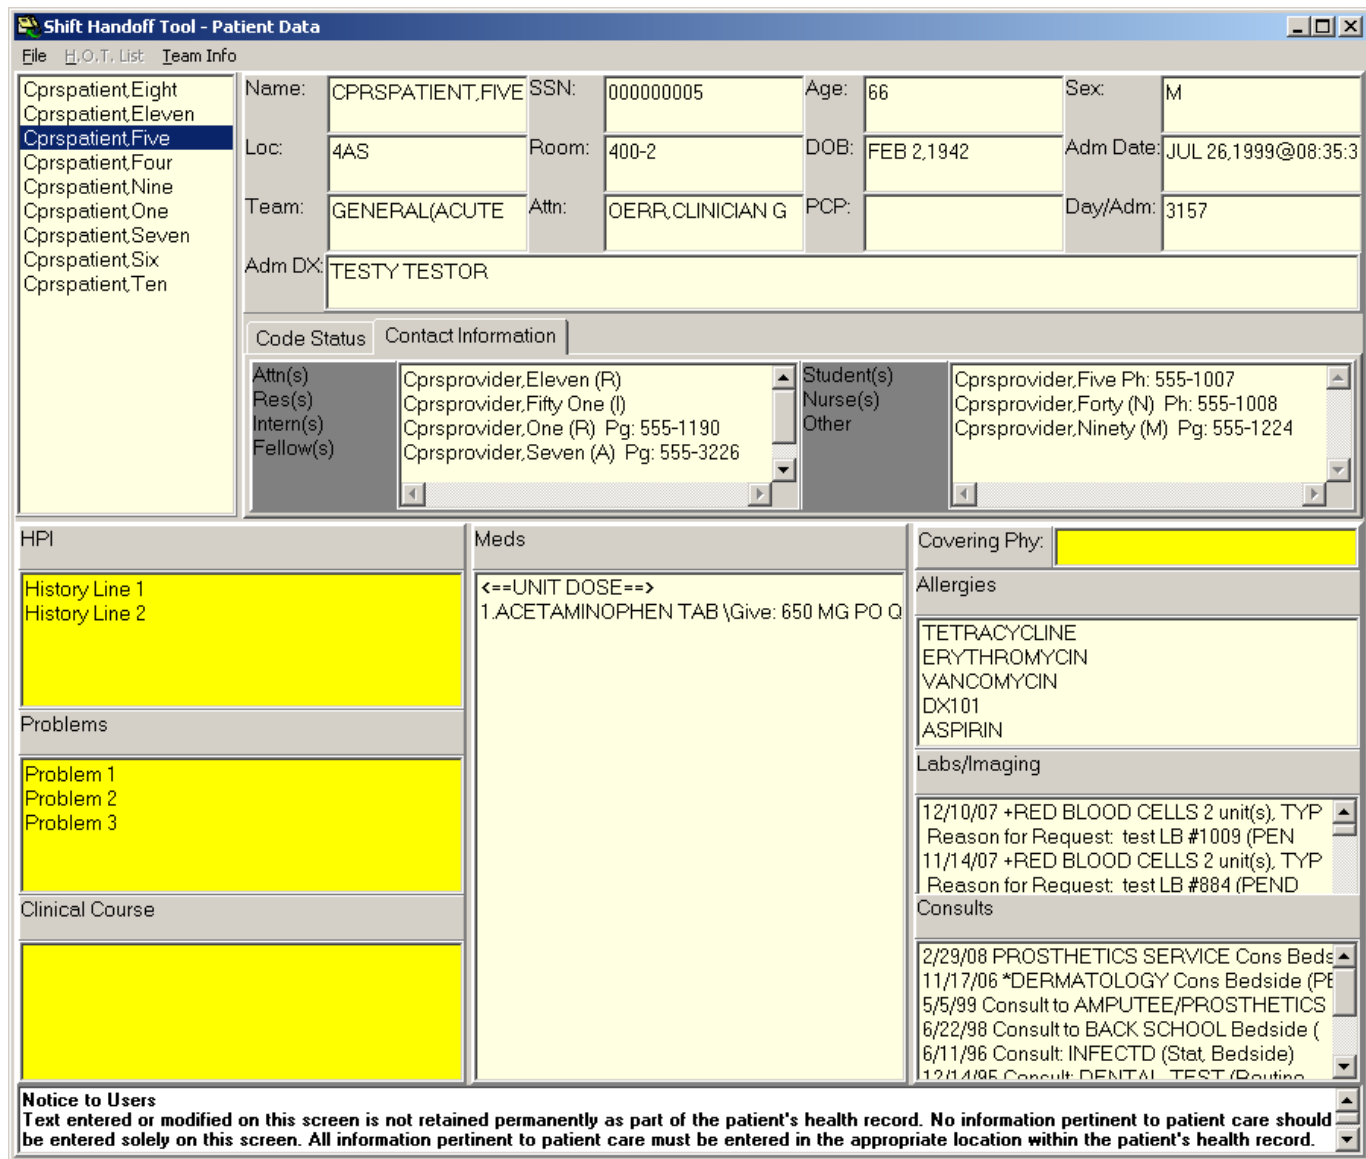 Shift Handoff Tool - Patient Data
File H.O.T. List Team Info
Cprspatient,Eight
Cprspatient,Eleven
Cprspatient,Five
Cprspatient,Four
Cprspatient,Nine
Cprspatient,One
Cprspatient,Seven
Cprspatient,Six
Cprspatient,Ten
Name: CPRSPATIENT,FIVE SSN: 000000005 Age: 66 Sex: M
Loc: 4AS Room: 400-2 DOB: FEB 2,1942 Adm Date: JUL 26,1999@08:35:3
Team: GENERAL(ACUTE Attn: OERR,CLINICIAN G PCP: Day/Adm: 3157
Adm DX: TESTY TESTOR
Code Status Contact Information
Attn(s)
Res(s)
Intern(s)
Fellow(s)
Cprsprovider,Eleven (R)
Cprsprovider,Fifty One (I)
Cprsprovider,One (R) Pg: 555-1190
Cprsprovider,Seven (A) Pg: 555-3226
Student(s)
Nurse(s)
Other
Cprsprovider,Five Ph: 555-1007
Cprsprovider,Forty (N) Ph: 555-1008
Cprsprovider,Ninety (M) Pg: 555-1224
HPI
History Line 1
History Line 2
Problems
Problem 1
Problem 2
Problem 3
Clinical Course
Meds
<==UNIT DOSE==>
1.ACETAMINOPHEN TAB \Give: 650 MG PO Q
Covering Phy:
Allergies
TETRACYCLINE
ERYTHROMYCIN
VANCOMYCIN
DX101
ASPIRIN
Labs/Imaging
12/10/07 +RED BLOOD CELLS 2 unit(s), TYP
Reason for Request: test LB #1009 (PEN
11/14/07 +RED BLOOD CELLS 2 unit(s), TYP
Reason for Request: test LB #884 (PEND
Consults
2/29/08 PROSTHETICS SERVICE Cons Beds
11/17/06 *DERMATOLOGY Cons Bedside (PE
5/5/99 Consult to AMPUTEE/PROSTHETICS
6/22/98 Consult to BACK SCHOOL Bedside (
6/11/96 Consult: INFECTD (Stat, Bedside)
12/14/95 Consult: DENTAL TEST (Routine
Notice to Users
Text entered or modified on this screen is not retained permanently as part of the patient's health record. No information pertinent to patient care should
be entered solely on this screen. All information pertinent to patient care must be entered in the appropriate location within the patient's health record.